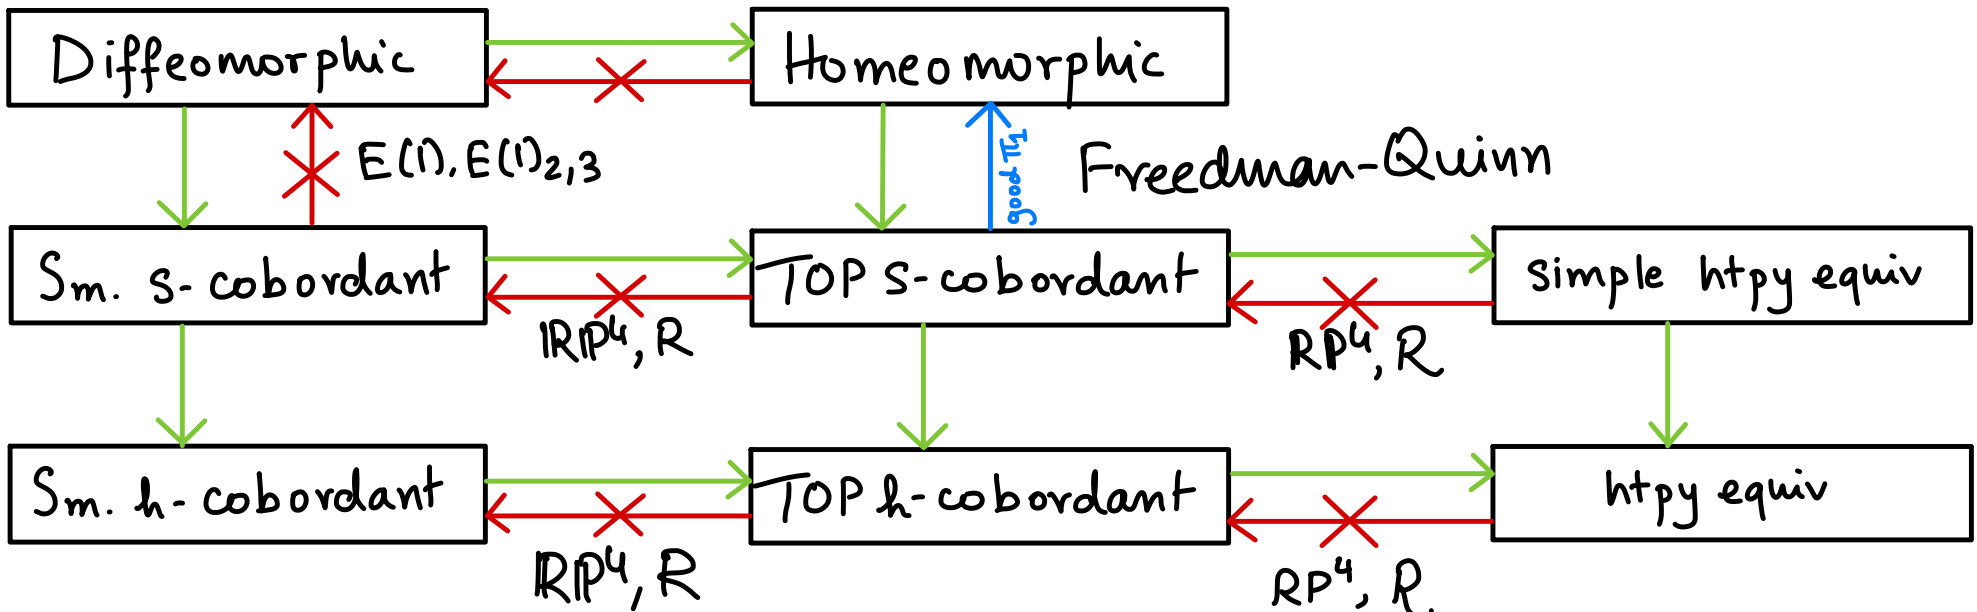 Diffeomorphic
Homeomorphic
E(1), E(1)2,3
good π1
Freedman-Quinn
Sm. s-cobordant
TOP s-cobordant
simple htpy equiv
RP4, R
RP4, R
Sm. h-cobordant
TOP h-cobordant
htpy equiv
RP4, R
RP4, R.